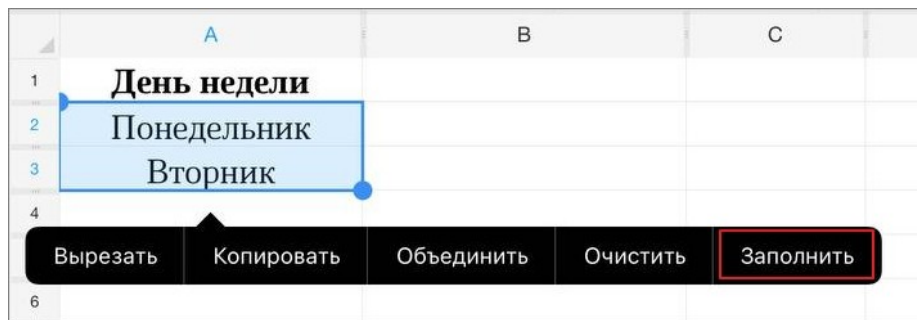 A B C
1 День недели
2 Понедельник
3 Вторник
4
Вырезать Копировать Объединить Очистить Заполнить
6